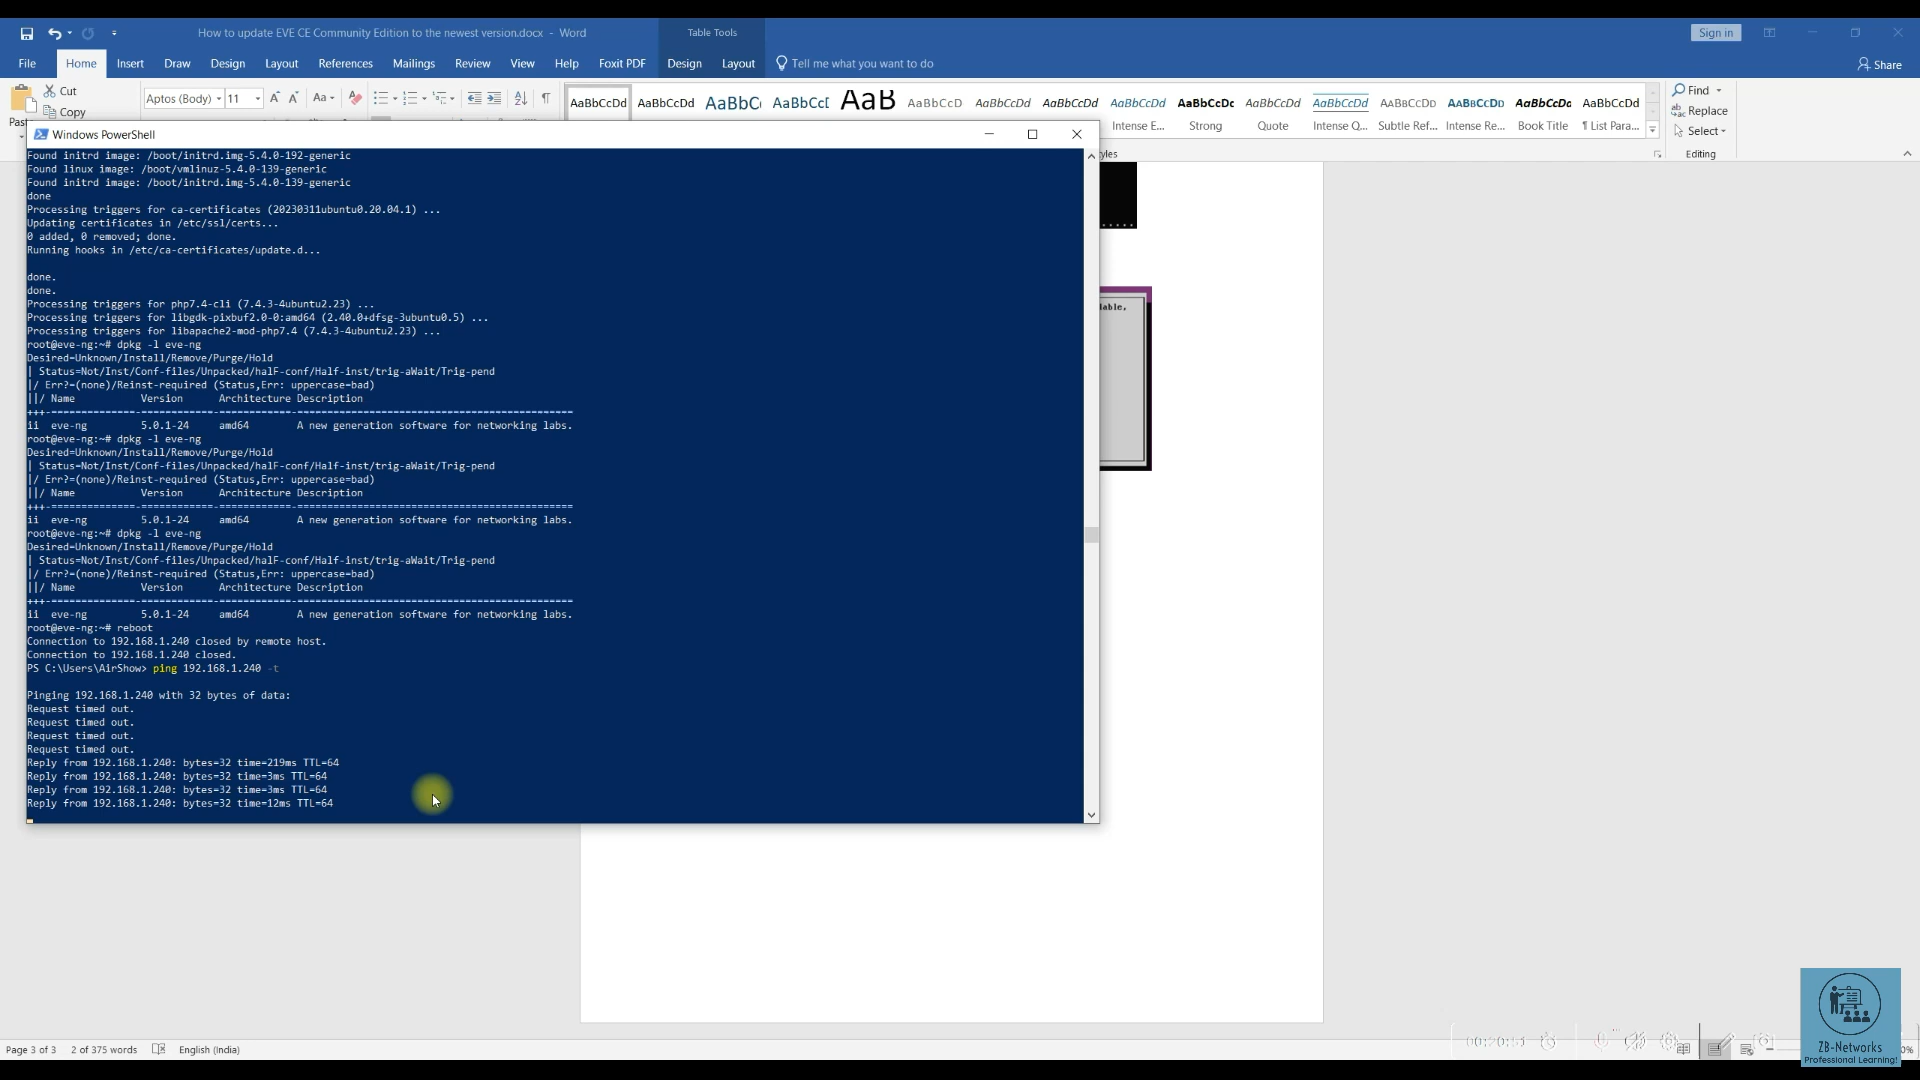 How to update EVE CE Community Edition to the newest version.docx - Word
Table Tools
Sign in
File Home Insert Draw Design Layout References Mailings Review View Help Foxit PDF Design Layout Tell me what you want to do
Share
Cut
Copy
Aptos (Body) 11 Aa
AaBbCcDd AaBbCcDd AaBbC AaBbCcE AaB AaBbCcD AaBbCcDd AaBbCcDd AaBbCcDd AaBbCcDc AaBbCcDd AaBbCcDd AABBCCDD AABBCCDD AaBbCcDd AaBbCcDd
Intense E... Strong Quote Intense Q... Subtle Ref... Intense Re... Book Title ¶ List Para...
Find
Replace
Select
yles
Editing
Windows PowerShell
Found initrd image: /boot/initrd.img-5.4.0-192-generic
Found linux image: /boot/vmlinuz-5.4.0-139-generic
Found initrd image: /boot/initrd.img-5.4.0-139-generic
done
Processing triggers for ca-certificates (20230311ubuntu0.20.04.1) ...
Updating certificates in /etc/ssl/certs...
0 added, 0 removed; done.
Running hooks in /etc/ca-certificates/update.d...
done.
done.
Processing triggers for php7.4-cli (7.4.3-4ubuntu2.23) ...
Processing triggers for libgdk-pixbuf2.0-0:amd64 (2.40.0+dfsg-3ubuntu0.5) ...
Processing triggers for libapache2-mod-php7.4 (7.4.3-4ubuntu2.23) ...
root@eve-ng:~# dpkg -l eve-ng
Desired=Unknown/Install/Remove/Purge/Hold
| Status=Not/Inst/Conf-files/Unpacked/halF-conf/Half-inst/trig-aWait/Trig-pend
|/ Err?=(none)/Reinst-required (Status,Err: uppercase=bad)
||/ Name Version Architecture Description
+++-==============-============-============-=================================================
ii eve-ng 5.0.1-24 amd64 A new generation software for networking labs.
root@eve-ng:~# dpkg -l eve-ng
Desired=Unknown/Install/Remove/Purge/Hold
| Status=Not/Inst/Conf-files/Unpacked/halF-conf/Half-inst/trig-aWait/Trig-pend
|/ Err?=(none)/Reinst-required (Status,Err: uppercase=bad)
||/ Name Version Architecture Description
+++-==============-============-============-=================================================
ii eve-ng 5.0.1-24 amd64 A new generation software for networking labs.
root@eve-ng:~# dpkg -l eve-ng
Desired=Unknown/Install/Remove/Purge/Hold
| Status=Not/Inst/Conf-files/Unpacked/halF-conf/Half-inst/trig-aWait/Trig-pend
|/ Err?=(none)/Reinst-required (Status,Err: uppercase=bad)
||/ Name Version Architecture Description
+++-==============-============-============-=================================================
ii eve-ng 5.0.1-24 amd64 A new generation software for networking labs.
root@eve-ng:~# reboot
Connection to 192.168.1.240 closed by remote host.
Connection to 192.168.1.240 closed.
PS C:\Users\AirShow> ping 192.168.1.240 -t
Pinging 192.168.1.240 with 32 bytes of data:
Request timed out.
Request timed out.
Request timed out.
Request timed out.
Reply from 192.168.1.240: bytes=32 time=219ms TTL=64
Reply from 192.168.1.240: bytes=32 time=3ms TTL=64
Reply from 192.168.1.240: bytes=32 time=3ms TTL=64
Reply from 192.168.1.240: bytes=32 time=12ms TTL=64
Page 3 of 3 2 of 375 words English (India)
00:20:51
ZB-Networks
Professional Learning!